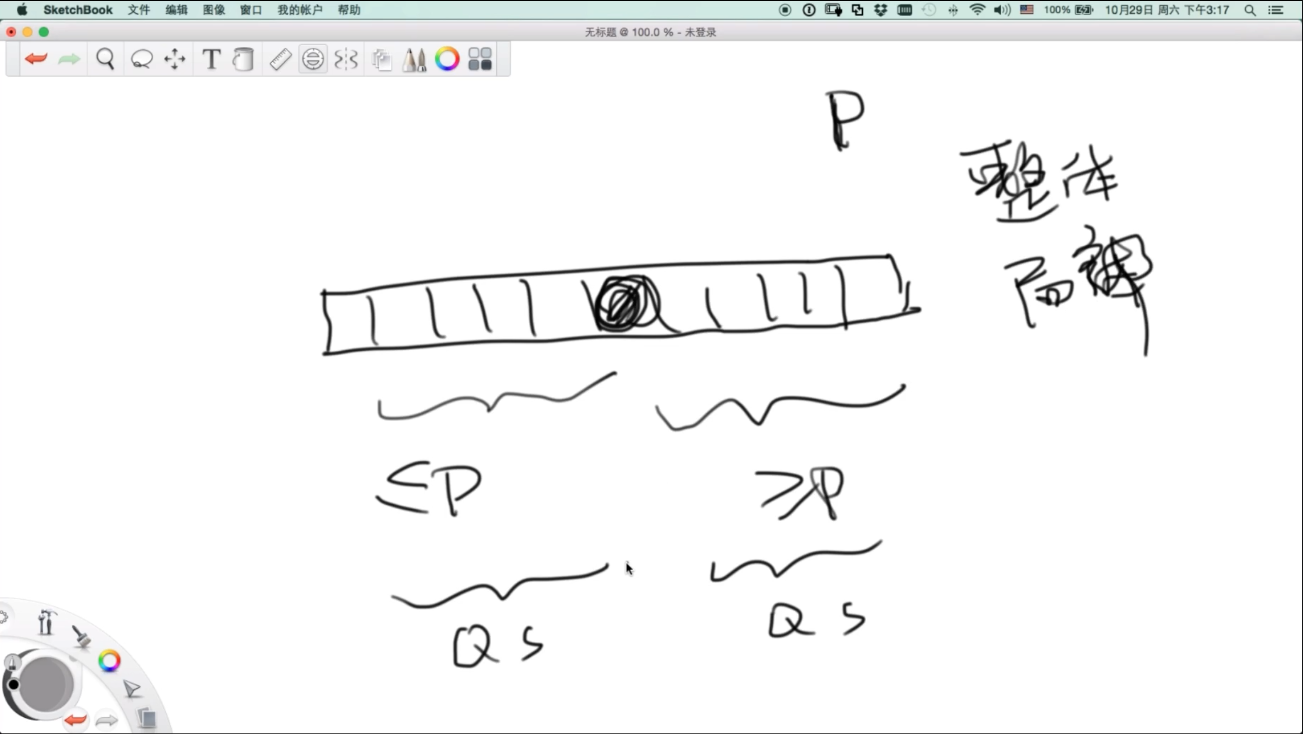 SketchBook 文件 编辑 图像 窗口 我的帐户 帮助 100% 10月29日 周六 下午3:17
无标题 @ 100.0 % - 未登录
T
P
整体
≤P ≥P
QS QS